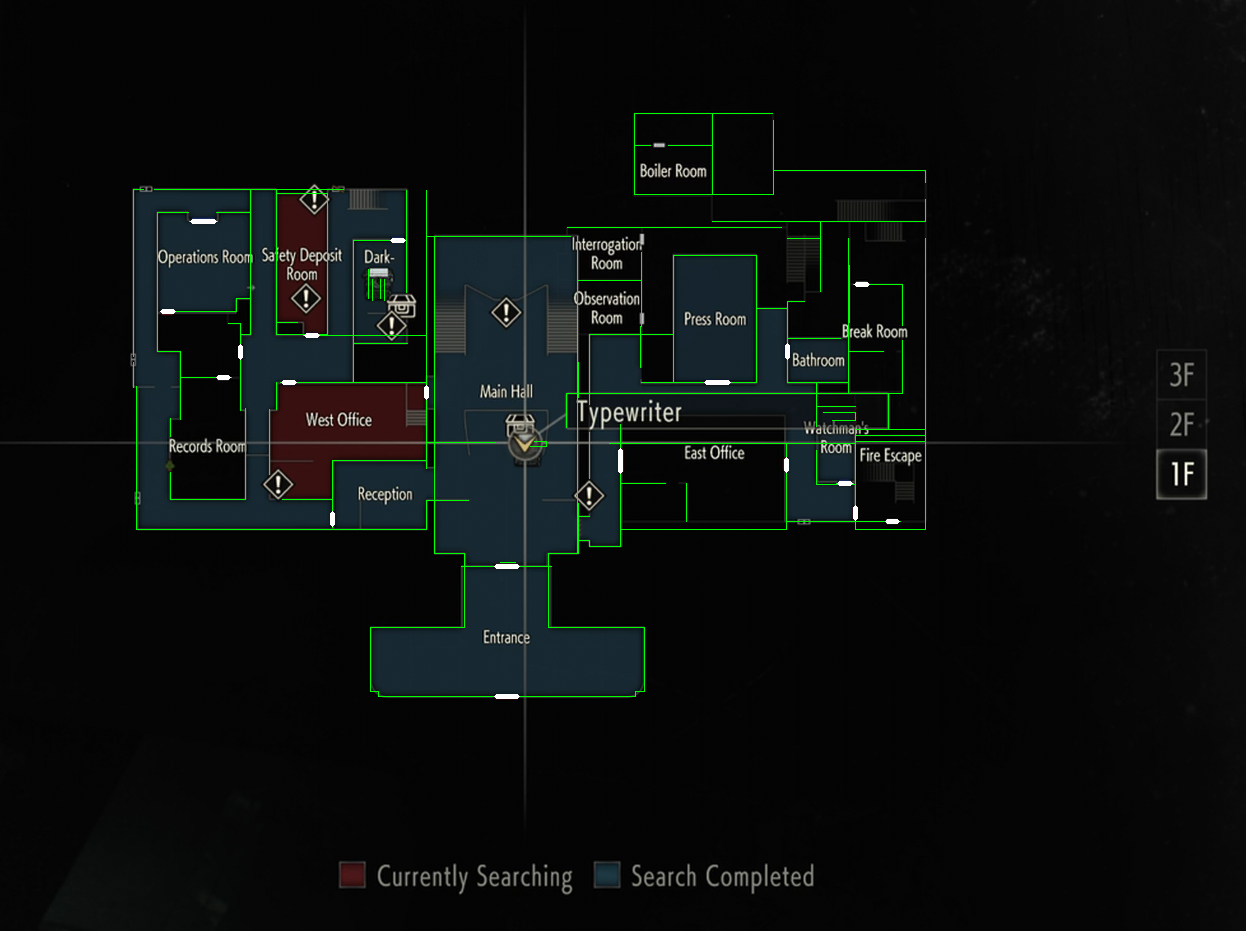 Boiler Room
Interrogation
Room
Operations Room
Safety Deposit
Room
Dark-
Observation
Room
Press Room
Break Room
Bathroom
Main Hall
West Office
Typewriter
Records Room
Watchman's
Room
East Office
Fire Escape
Reception
Entrance
3F
2F
1F
Currently Searching
Search Completed